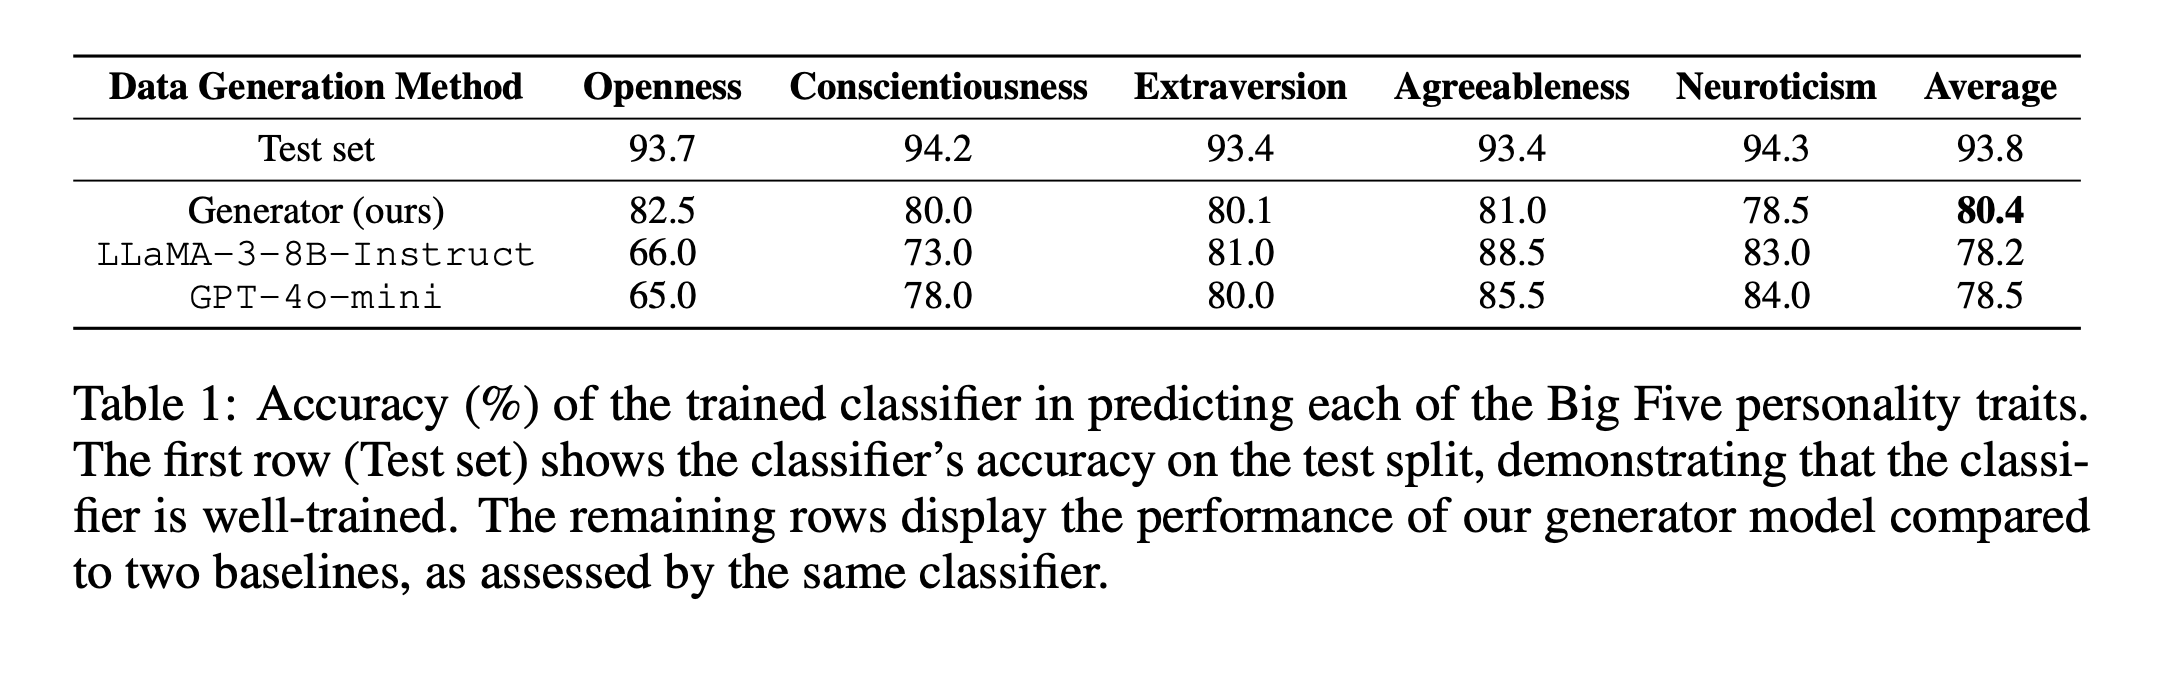 Data Generation Method Openness Conscientiousness Extraversion Agreeableness Neuroticism Average
Test set 93.7 94.2 93.4 93.4 94.3 93.8
Generator (ours) 82.5 80.0 80.1 81.0 78.5 80.4
LLaMA-3-8B-Instruct 66.0 73.0 81.0 88.5 83.0 78.2
GPT-4o-mini 65.0 78.0 80.0 85.5 84.0 78.5
Table 1: Accuracy (%) of the trained classifier in predicting each of the Big Five personality traits.
The first row (Test set) shows the classifier’s accuracy on the test split, demonstrating that the classi-
fier is well-trained. The remaining rows display the performance of our generator model compared
to two baselines, as assessed by the same classifier.